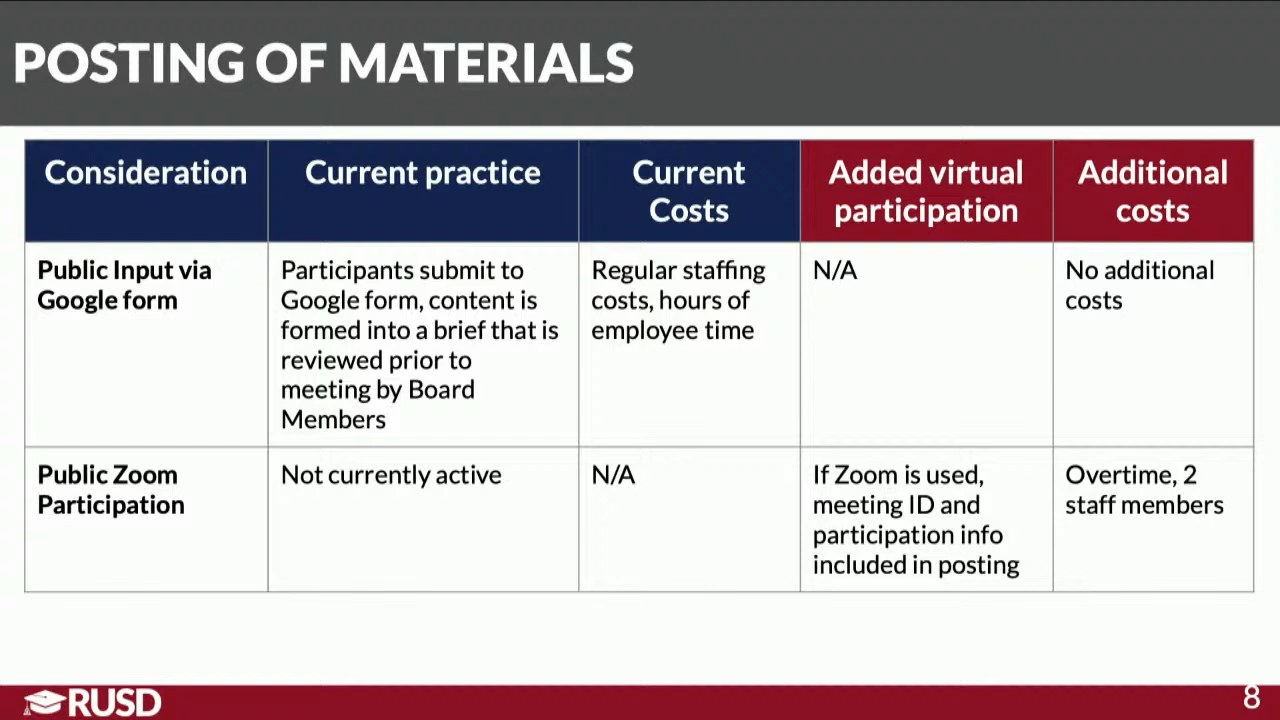 POSTING OF MATERIALS
Consideration
Current practice
Current
Costs
Added virtual
participation
Additional
costs
Public Input via
Google form
Participants submit to
Google form, content is
formed into a brief that is
reviewed prior to
meeting by Board
Members
Regular staffing
costs, hours of
employee time
N/A
No additional
costs
Public Zoom
Participation
Not currently active
N/A
If Zoom is used,
meeting ID and
participation info
included in posting
Overtime, 2
staff members
RUSD
8